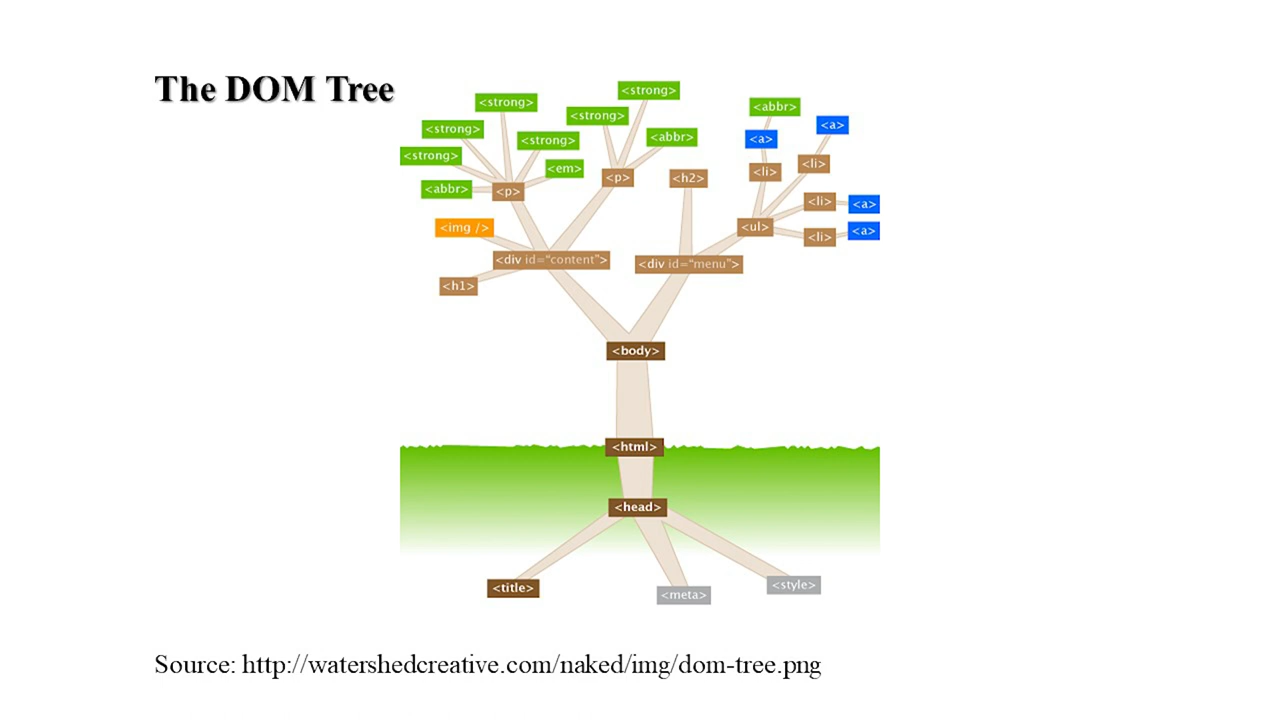 The DOM Tree
<strong>
<strong>
<abbr>
<strong>
<strong>
<a>
<strong>
<abbr>
<a>
<strong>
<strong>
<li>
<em>
<li>
<p>
<h2>
<abbr>
<p>
<li>
<a>
<img />
<ul>
<a>
<li>
<div id="content">
<div id="menu">
<h1>
<body>
<html>
<head>
<title>
<meta>
<style>
Source: http://watershedcreative.com/naked/img/dom-tree.png